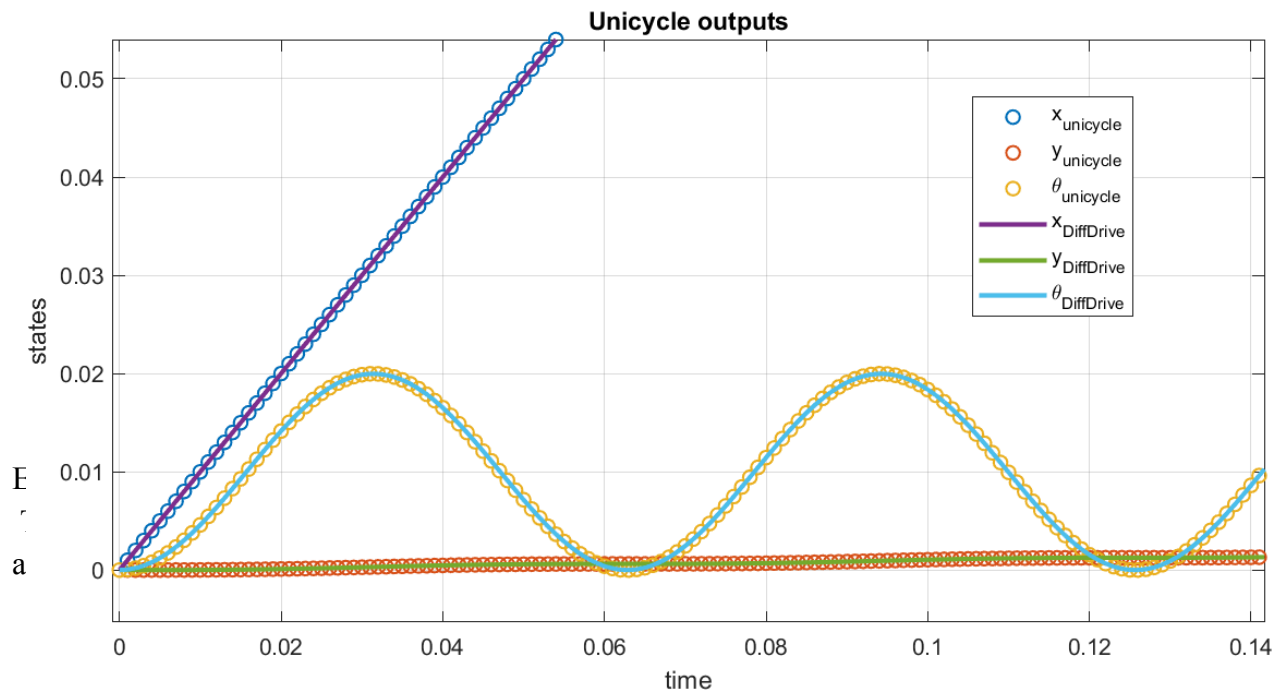 Unicycle outputs
0.05
0.04
0.03
0.02
0.01
0
states
x_unicycle
y_unicycle
θ_unicycle
x_DiffDrive
y_DiffDrive
θ_DiffDrive
a
0 0.02 0.04 0.06 0.08 0.1 0.12 0.14
time